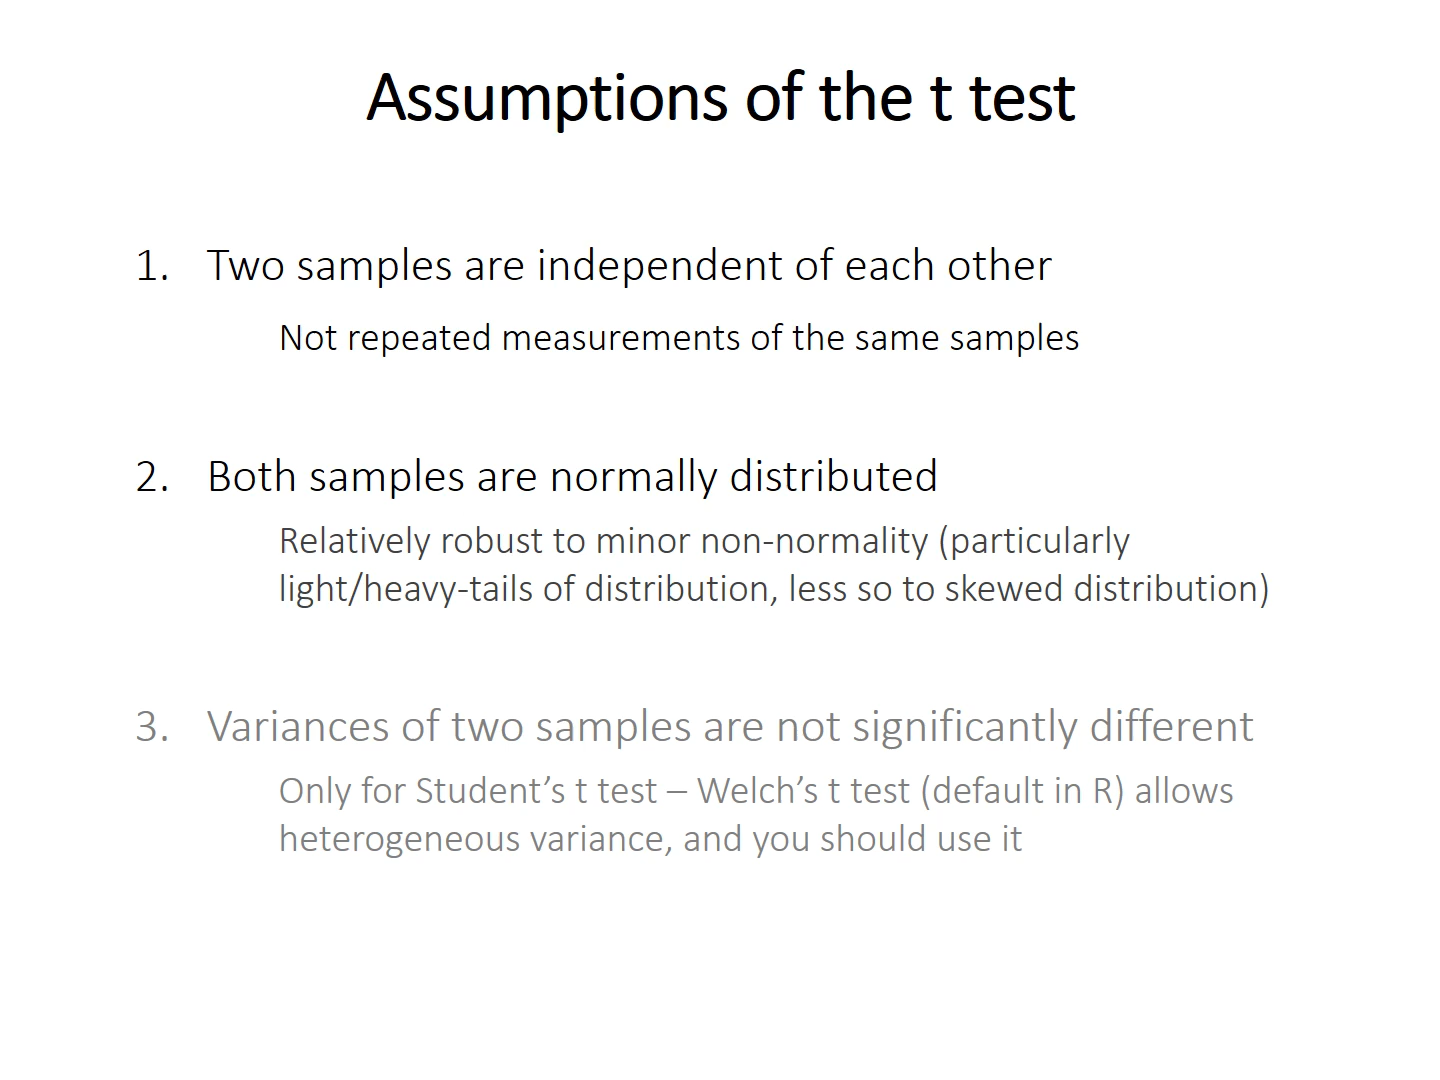 Assumptions of the t test
1. Two samples are independent of each other
Not repeated measurements of the same samples
2. Both samples are normally distributed
Relatively robust to minor non-normality (particularly
light/heavy-tails of distribution, less so to skewed distribution)
3. Variances of two samples are not significantly different
Only for Student’s t test – Welch’s t test (default in R) allows
heterogeneous variance, and you should use it